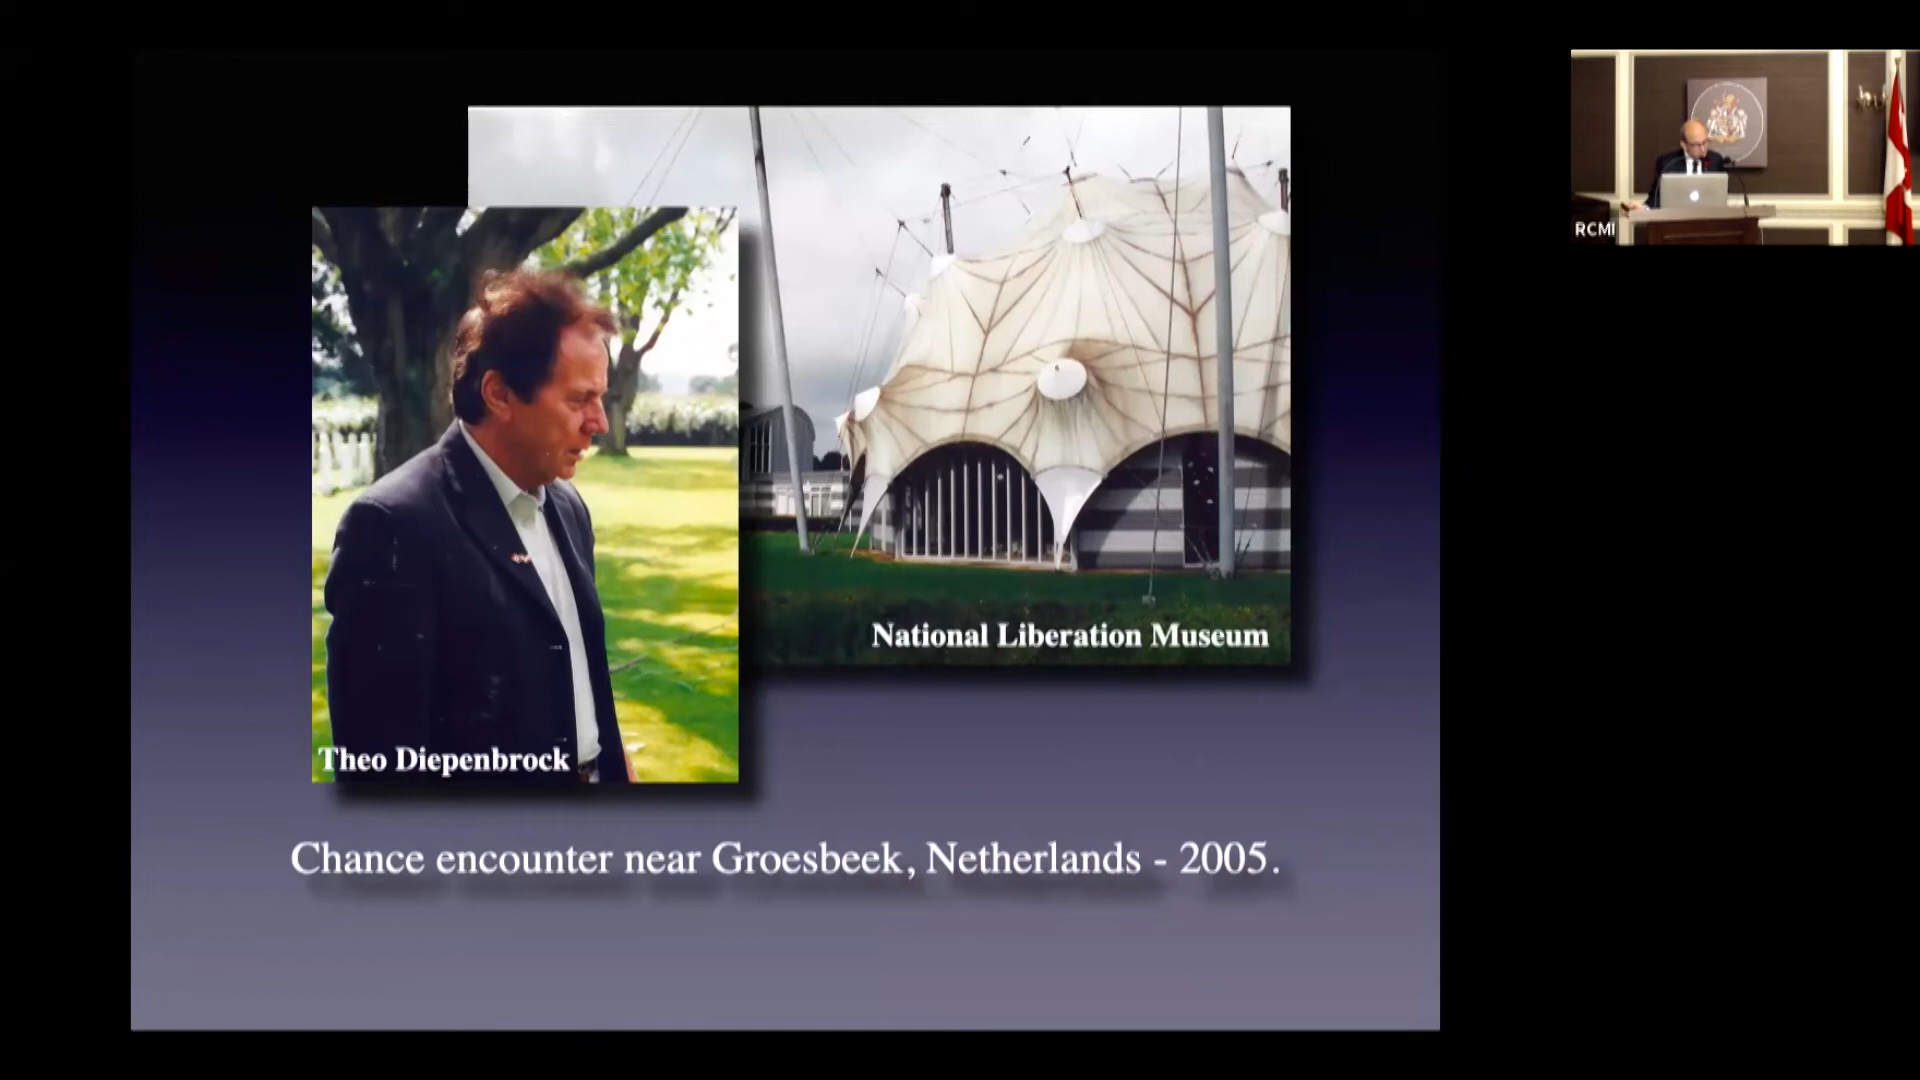 National Liberation Museum
Theo Diepenbrock
Chance encounter near Groesbeek, Netherlands - 2005.
RCMI